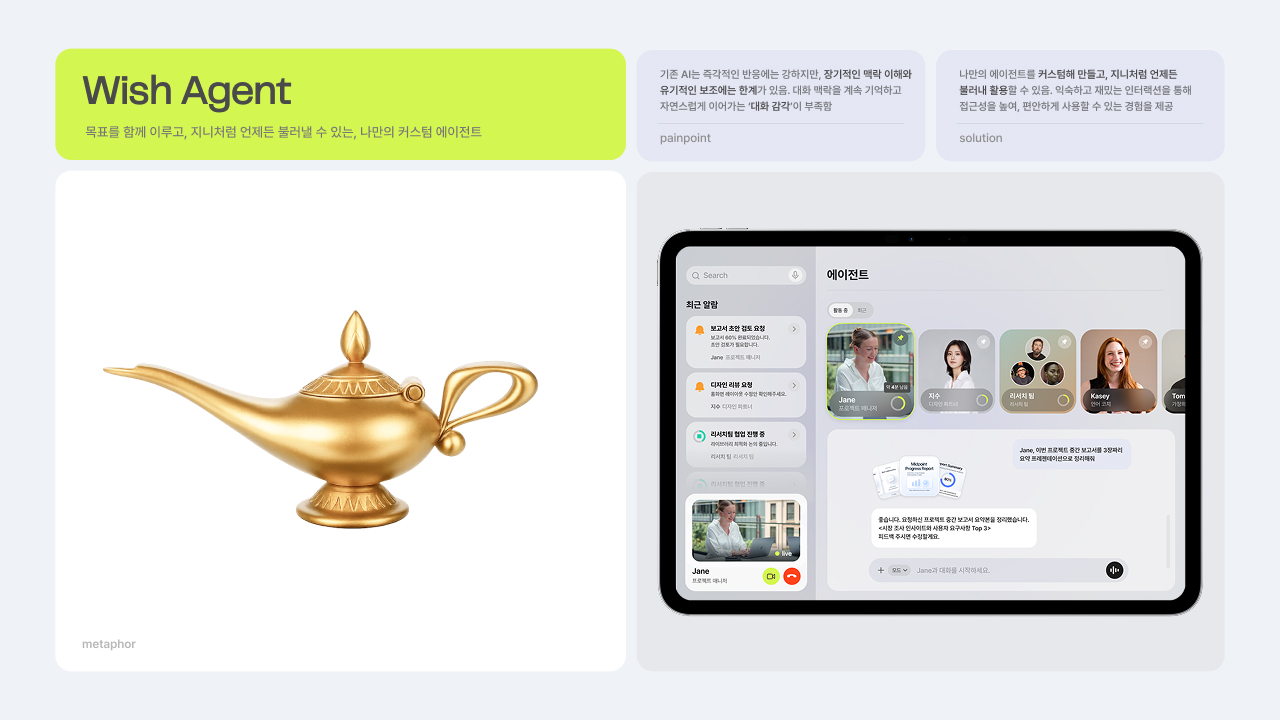 Wish Agent
목표를 함께 이루고, 지니처럼 언제든 불러낼 수 있는, 나만의 커스텀 에이전트
기존 AI는 즉각적인 반응에는 강하지만, 장기적인 맥락 이해와
유기적인 보조에는 한계가 있음. 대화 맥락을 계속 기억하고
자연스럽게 이어가는 ‘대화 감각’이 부족함
painpoint
나만의 에이전트를 커스텀해 만들고, 지니처럼 언제든
불러내 활용할 수 있음. 익숙하고 재밌는 인터랙션을 통해
접근성을 높여, 편안하게 사용할 수 있는 경험을 제공
solution
metaphor
Search
최근 알람
보고서 초안 검토 요청
보고서 60% 완료되었습니다.
초안 검토가 필요합니다.
Jane 프로젝트 매니저
디자인 리뷰 요청
홈화면 레이아웃 수정안 확인해주세요.
지수 디자인 파트너
리서치팀 협업 진행 중
라이브러리 최적화 논의 중입니다.
리서치 팀 리서치 팀
리서치팀 협업 진행 중
live
Jane
프로젝트 매니저
에이전트
활동 중 최근
약 4분 남음
Jane
프로젝트 매니저
지수
디자인 파트너
리서치 팀
리서치 팀
Kasey
언어 코치
Tom
Jane, 이번 프로젝트 중간 보고서를 3장짜리
요약 프레젠테이션으로 정리해줘
Midpoint
Progress Report
Summary
80%
좋습니다. 요청하신 프로젝트 중간 보고서 요약본을 정리했습니다.
<시장 조사 인사이트와 사용자 요구사항 Top 3>
피드백 주시면 수정할게요.
모드
Jane과 대화를 시작하세요.